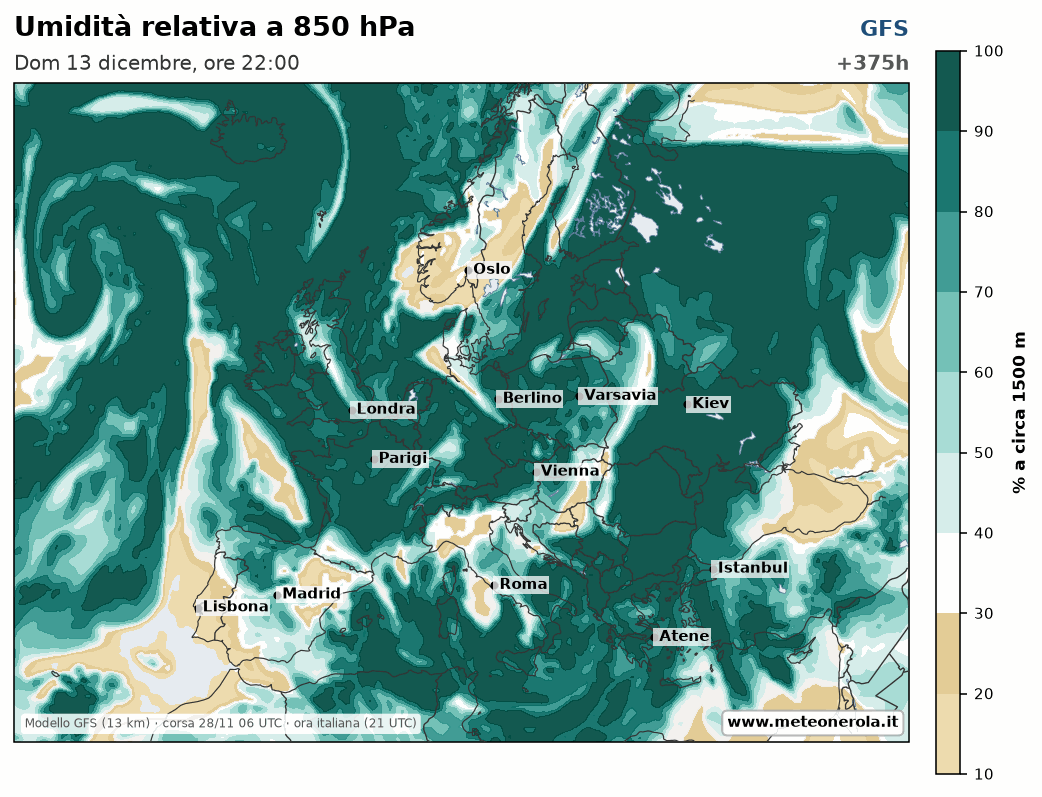 Umidità relativa a 850 hPa
GFS
Dom 13 dicembre, ore 22:00
+375h
100
90
80
70
60
50
40
30
20
10
% a circa 1500 m
Oslo
Berlino
Varsavia
Kiev
Londra
Parigi
Vienna
Istanbul
Roma
Madrid
Lisbona
Atene
Modello GFS (13 km) · corsa 28/11 06 UTC · ora italiana (21 UTC)
www.meteonerola.it